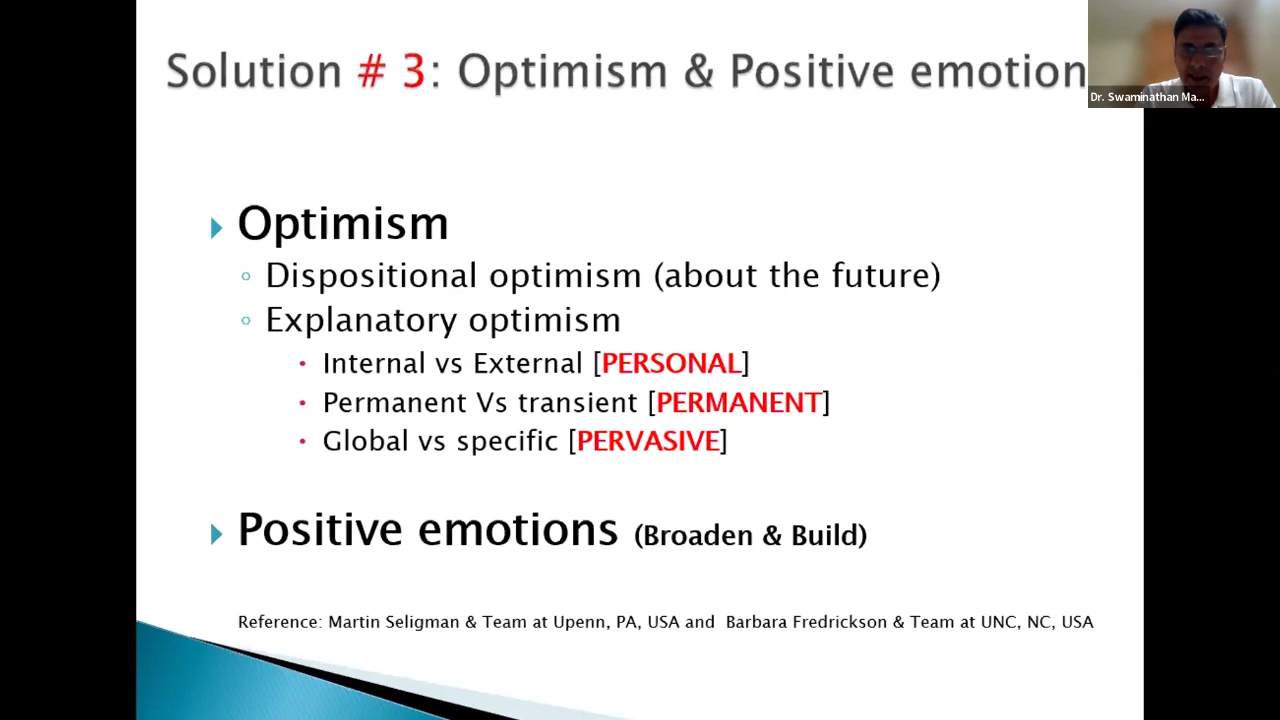 Solution # 3: Optimism & Positive emotion
Dr. Swaminathan Ma...
Optimism
Dispositional optimism (about the future)
Explanatory optimism
Internal vs External [PERSONAL]
Permanent Vs transient [PERMANENT]
Global vs specific [PERVASIVE]
Positive emotions (Broaden & Build)
Reference: Martin Seligman & Team at Upenn, PA, USA and Barbara Fredrickson & Team at UNC, NC, USA